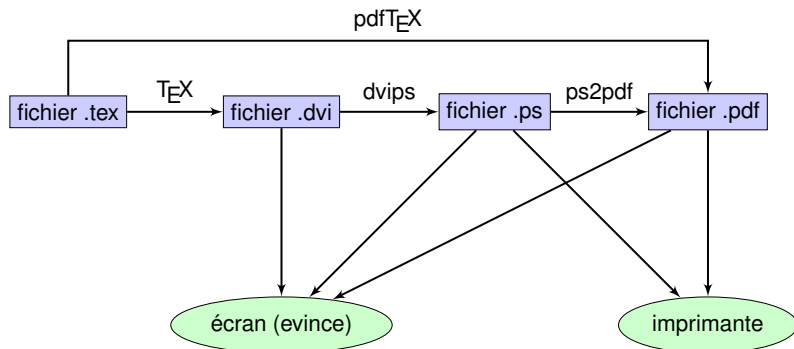 pdfTEX
TEX
dvips
ps2pdf
fichier .tex
fichier .dvi
fichier .ps
fichier .pdf
écran (evince)
imprimante